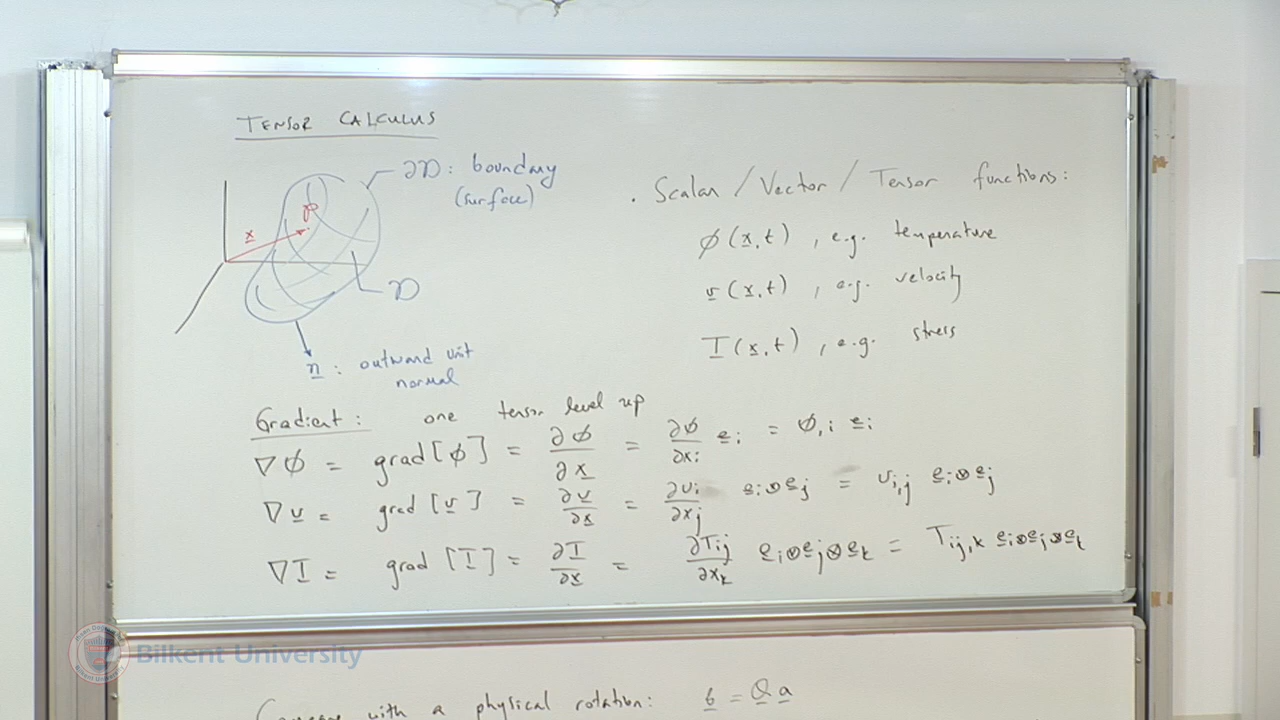 TENSOR CALCULUS
∂𝒟 : boundary
(surface)
x
p
𝒟
n : outward unit
normal
. Scalar / Vector / Tensor functions:
ϕ(x,t) , e.g. temperature
v(x,t) , e.g. velocity
T(x,t) , e.g. stress
Gradient : one tensor level up
∇ϕ = grad[ϕ] = ∂ϕ/∂x = ∂ϕ/∂xi ei = ϕ,i ei
∇v = grad[v] = ∂v/∂x = ∂vi/∂xj ei⊗ej = vi,j ei⊗ej
∇T = grad[T] = ∂T/∂x = ∂Tij/∂xk ei⊗ej⊗ek = Tij,k ei⊗ej⊗ek
Bilkent University
Compare with a physical rotation: b = Q a